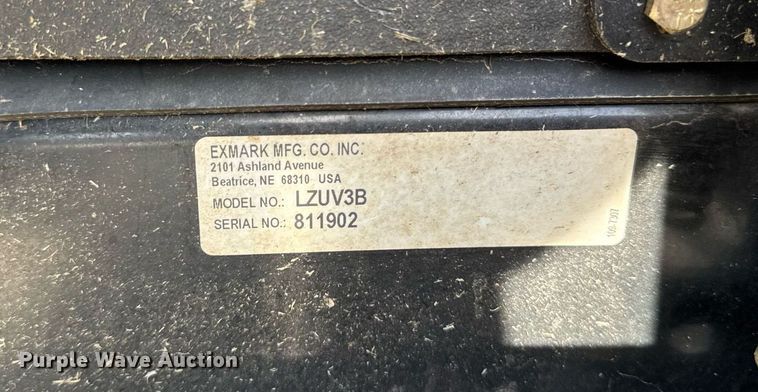 EXMARK MFG. CO. INC.
2101 Ashland Avenue
Beatrice, NE 68310 USA
MODEL NO.: LZUV3B
SERIAL NO.: 811902
Purple Wave Auction